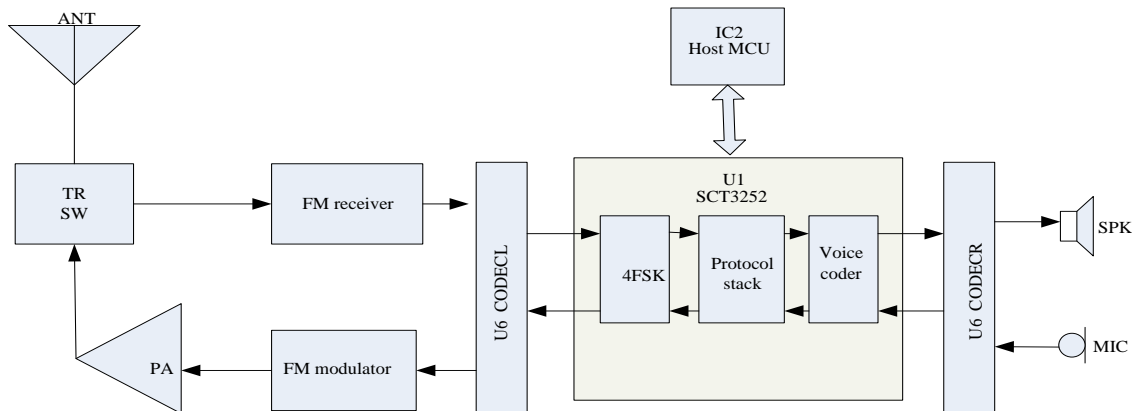 ANT
IC2
Host MCU
TR
SW
FM receiver
U1
SCT3252
SPK
4FSK
Protocol
stack
Voice
coder
U6 CODECL
U6 CODECR
PA
FM modulator
MIC